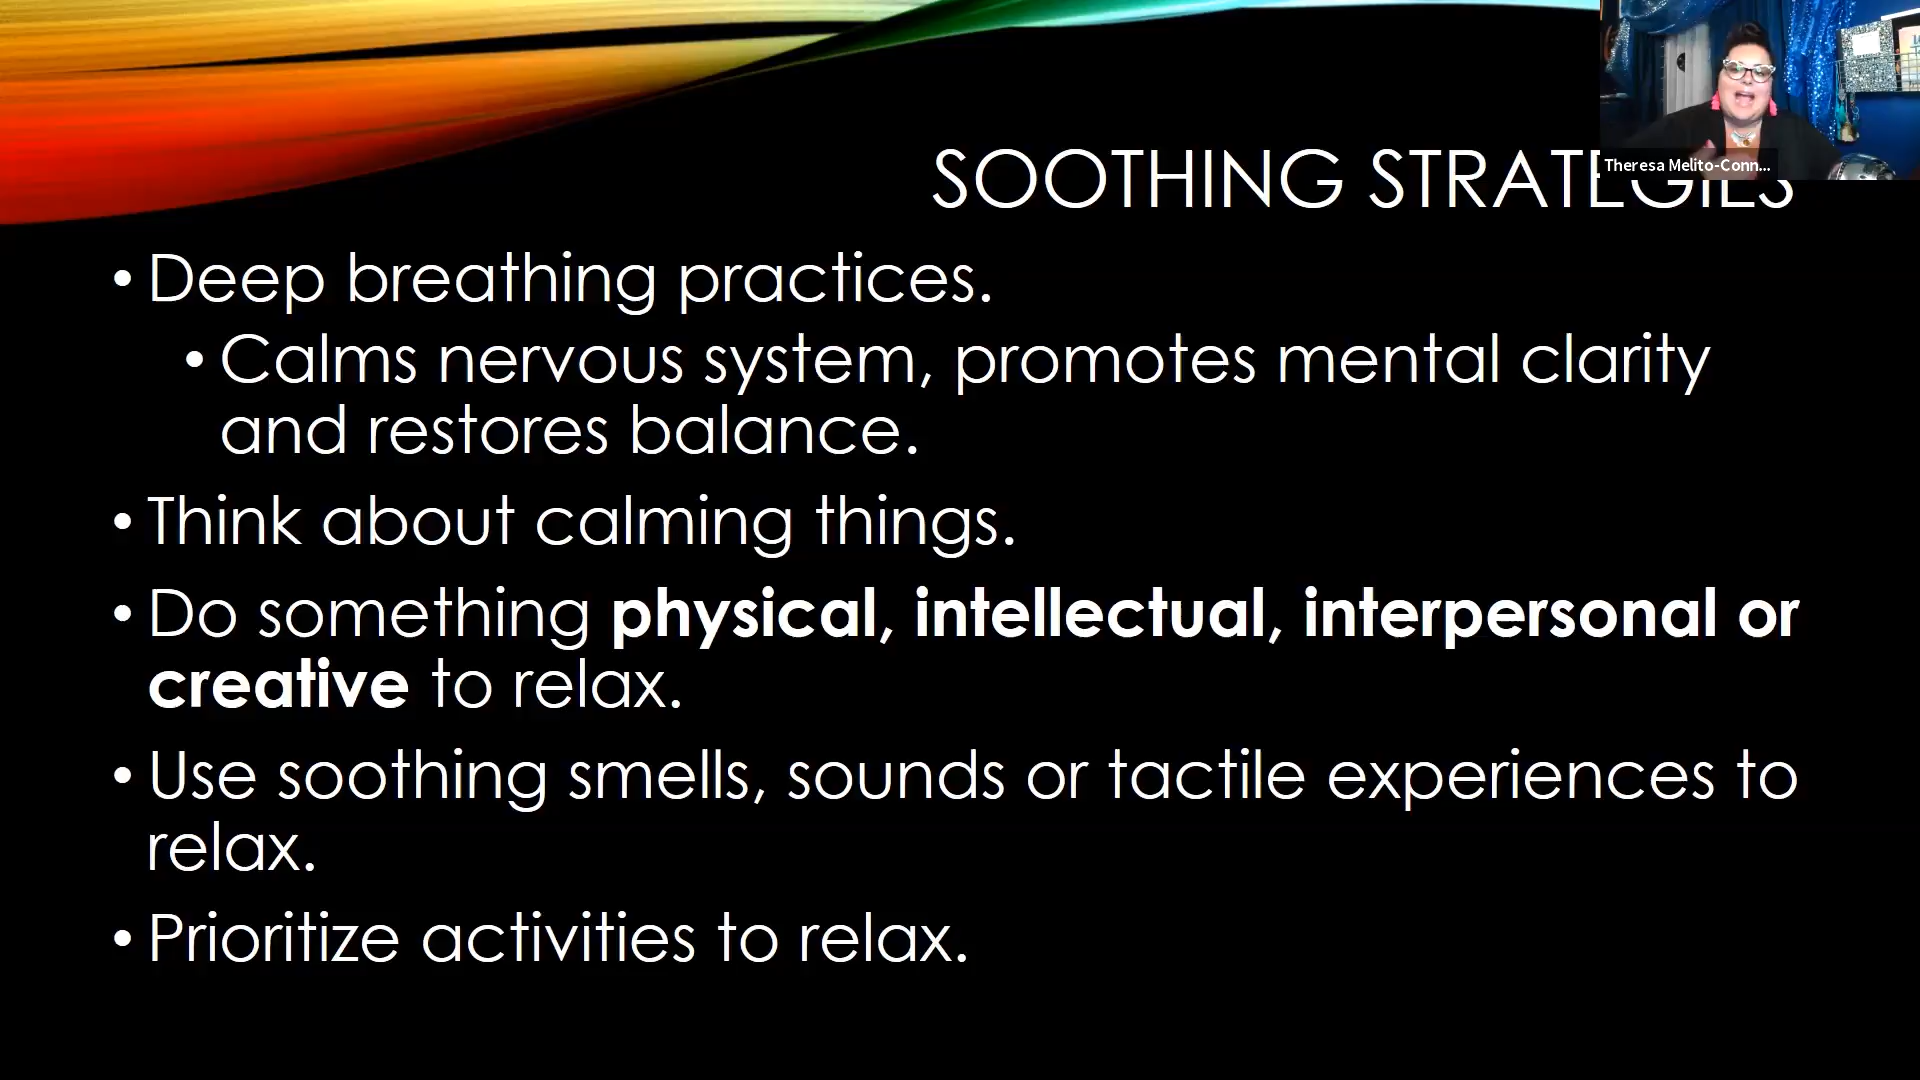 Theresa Melito-Conn...
SOOTHING STRATEGIES
• Deep breathing practices.
• Calms nervous system, promotes mental clarity
and restores balance.
• Think about calming things.
• Do something physical, intellectual, interpersonal or
creative to relax.
• Use soothing smells, sounds or tactile experiences to
relax.
• Prioritize activities to relax.